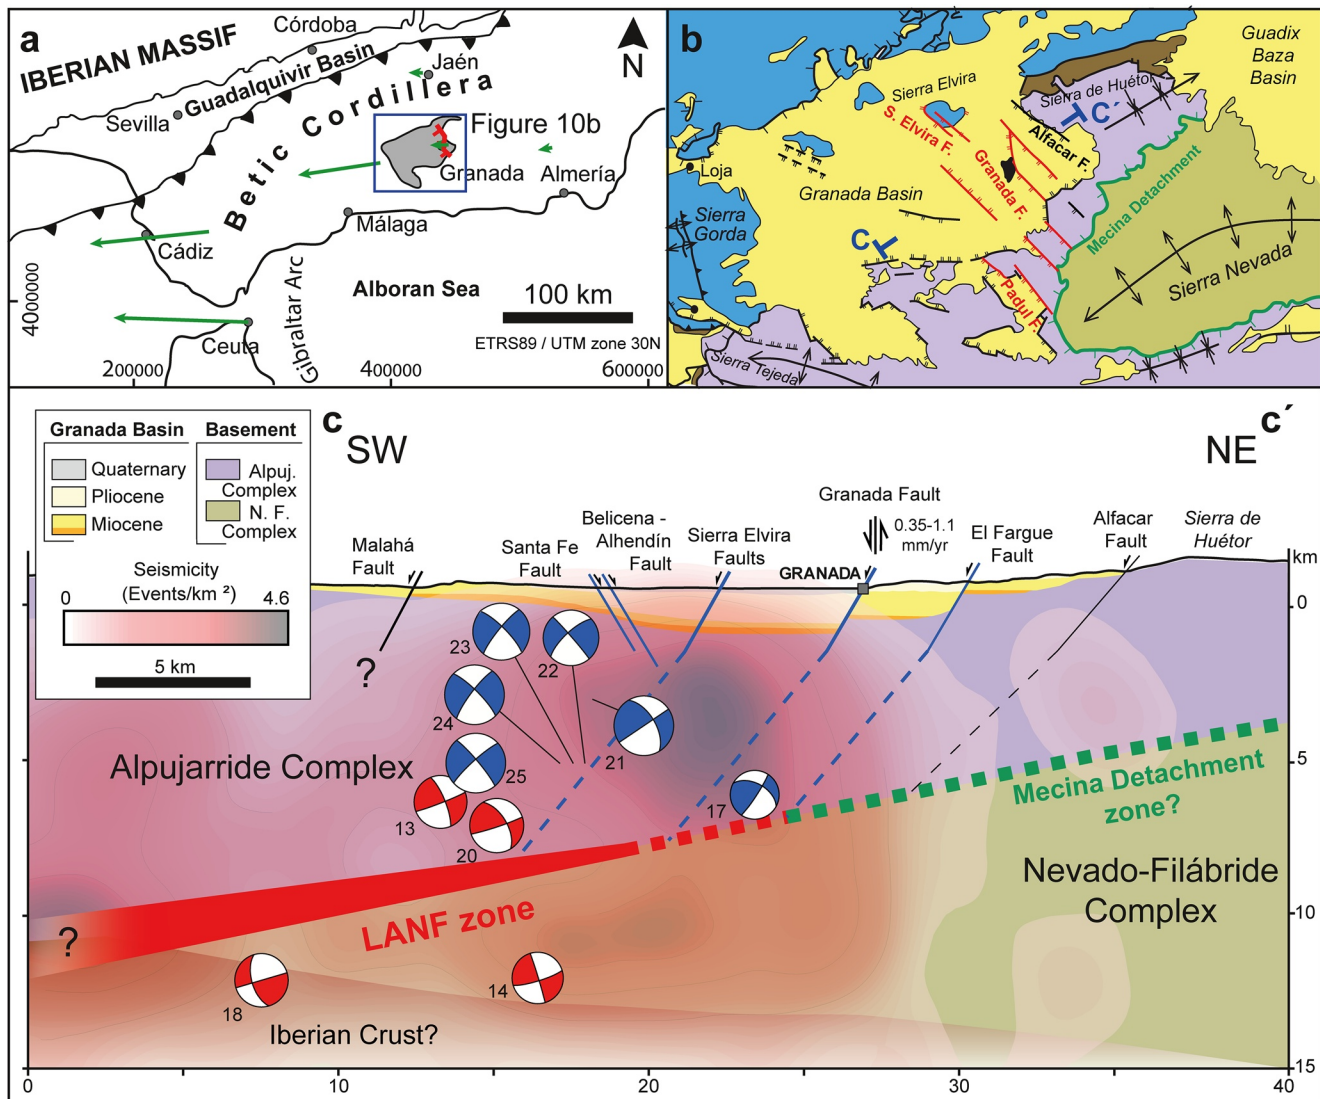 a
IBERIAN MASSIF
Córdoba
Guadalquivir Basin
Jaén
N
Sevilla
Betic Cordillera
Figure 10b
Granada
Almería
Málaga
Cádiz
Gibraltar Arc
Alboran Sea
100 km
Ceuta
ETRS89 / UTM zone 30N
4000000
200000
400000
600000
b
Guadix
Baza
Basin
Sierra Elvira
Sierra de Huétor
C´
S. Elvira F.
Alfacar F.
Loja
Granada Basin
Granada F.
Mecina Detachment
Sierra
Gorda
C
Sierra Nevada
Padul F.
Sierra Tejeda
Granada Basin
Basement
Quaternary
Pliocene
Miocene
Alpuj.
Complex
N. F.
Complex
Seismicity
(Events/km ²)
0
4.6
5 km
c
SW
c´
NE
Malahá
Fault
Santa Fe
Fault
Belicena -
Alhendín
Fault
Sierra Elvira
Faults
Granada Fault
0.35-1.1
mm/yr
GRANADA
El Fargue
Fault
Alfacar
Fault
Sierra de
Huétor
km
0
5
10
15
?
23
22
24
21
25
13
20
17
Alpujarride Complex
Mecina Detachment
zone?
Nevado-Filábride
Complex
LANF zone
?
18
14
Iberian Crust?
0
10
20
30
40